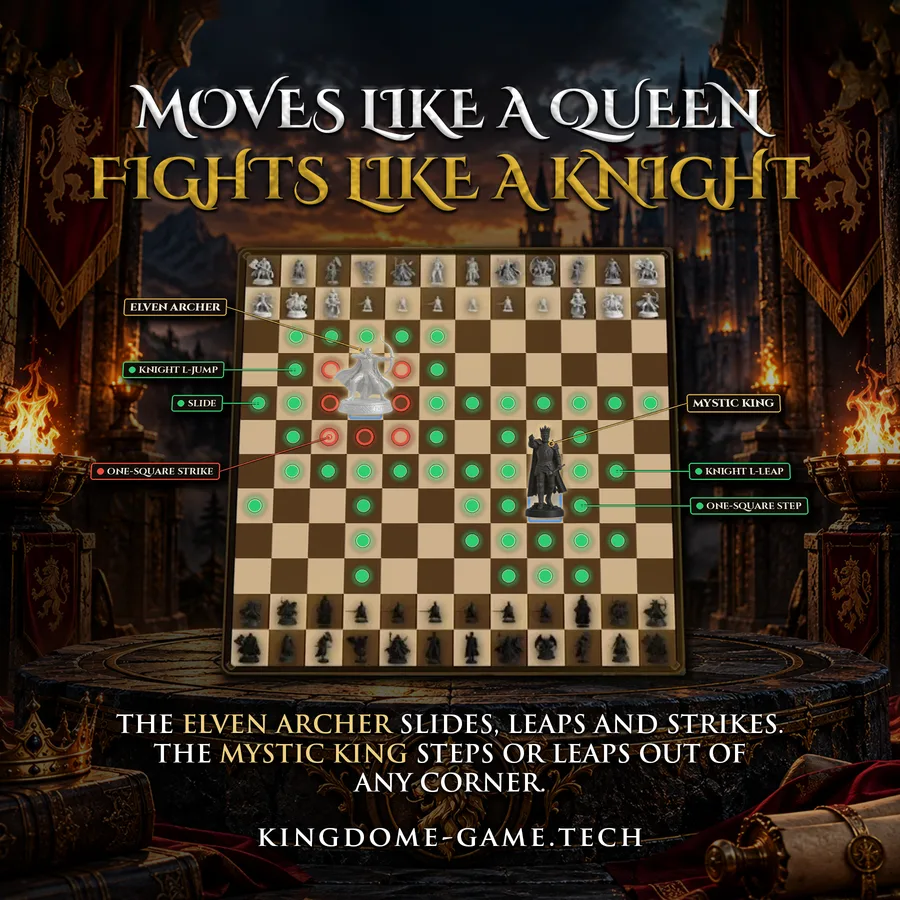 MOVES LIKE A QUEEN
FIGHTS LIKE A KNIGHT
ELVEN ARCHER
KNIGHT L-JUMP
SLIDE
MYSTIC KING
ONE-SQUARE STRIKE
KNIGHT L-LEAP
ONE-SQUARE STEP
THE ELVEN ARCHER SLIDES, LEAPS AND STRIKES.
THE MYSTIC KING STEPS OR LEAPS OUT OF
ANY CORNER.
KINGDOME-GAME.TECH